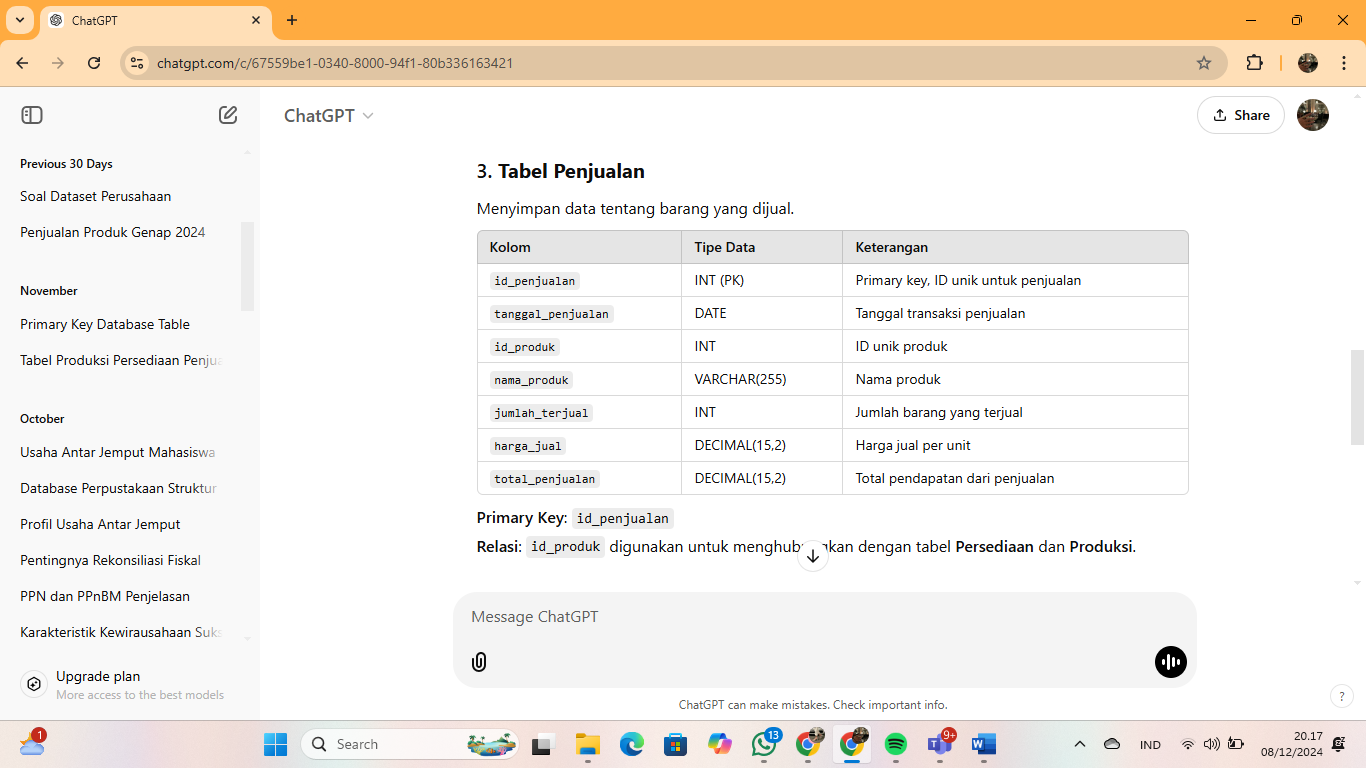 ChatGPT
chatgpt.com/c/67559be1-0340-8000-94f1-80b336163421
ChatGPT
Share
Previous 30 Days
Soal Dataset Perusahaan
Penjualan Produk Genap 2024
November
Primary Key Database Table
Tabel Produksi Persediaan Penjua
October
Usaha Antar Jemput Mahasiswa
Database Perpustakaan Struktur
Profil Usaha Antar Jemput
Pentingnya Rekonsiliasi Fiskal
PPN dan PPnBM Penjelasan
Karakteristik Kewirausahaan Suks
Upgrade plan
More access to the best models
3. Tabel Penjualan
Menyimpan data tentang barang yang dijual.
Kolom Tipe Data Keterangan
id_penjualan INT (PK) Primary key, ID unik untuk penjualan
tanggal_penjualan DATE Tanggal transaksi penjualan
id_produk INT ID unik produk
nama_produk VARCHAR(255) Nama produk
jumlah_terjual INT Jumlah barang yang terjual
harga_jual DECIMAL(15,2) Harga jual per unit
total_penjualan DECIMAL(15,2) Total pendapatan dari penjualan
Primary Key: id_penjualan
Relasi: id_produk digunakan untuk menghubungkan dengan tabel Persediaan dan Produksi.
Message ChatGPT
ChatGPT can make mistakes. Check important info.
?
1
Search
13
9+
IND
20.17
08/12/2024